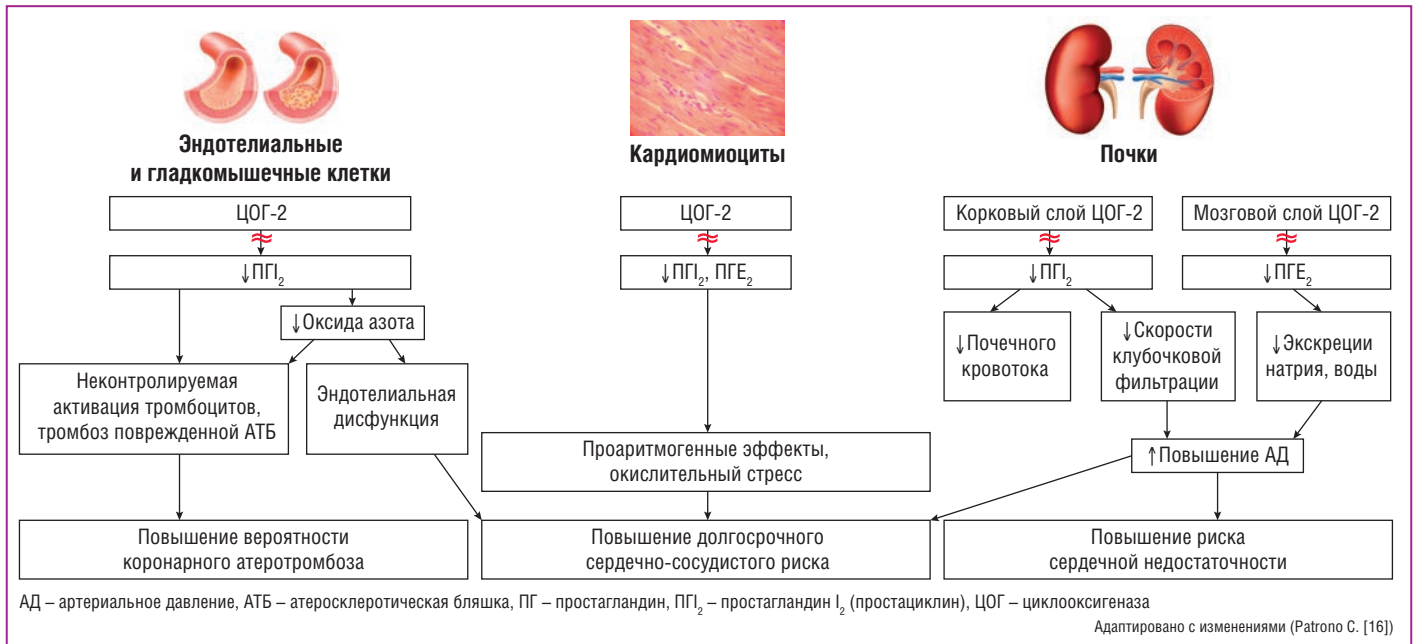 Эндотелиальные
и гладкомышечные клетки
Кардиомиоциты
Почки
ЦОГ-2
ЦОГ-2
Корковый слой ЦОГ-2
Мозговой слой ЦОГ-2
↓ПГI₂
↓ПГI₂, ПГЕ₂
↓ПГI₂
↓ПГЕ₂
↓Оксида азота
↓Почечного
кровотока
↓Скорости
клубочковой
фильтрации
↓Экскреции
натрия, воды
Неконтролируемая
активация тромбоцитов,
тромбоз поврежденной АТБ
Эндотелиальная
дисфункция
Проаритмогенные эффекты,
окислительный стресс
↑Повышение АД
Повышение вероятности
коронарного атеротромбоза
Повышение долгосрочного
сердечно-сосудистого риска
Повышение риска
сердечной недостаточности
АД – артериальное давление, АТБ – атеросклеротическая бляшка, ПГ – простагландин, ПГI₂ – простагландин I₂ (простациклин), ЦОГ – циклооксигеназа
Адаптировано с изменениями (Patrono C. [16])